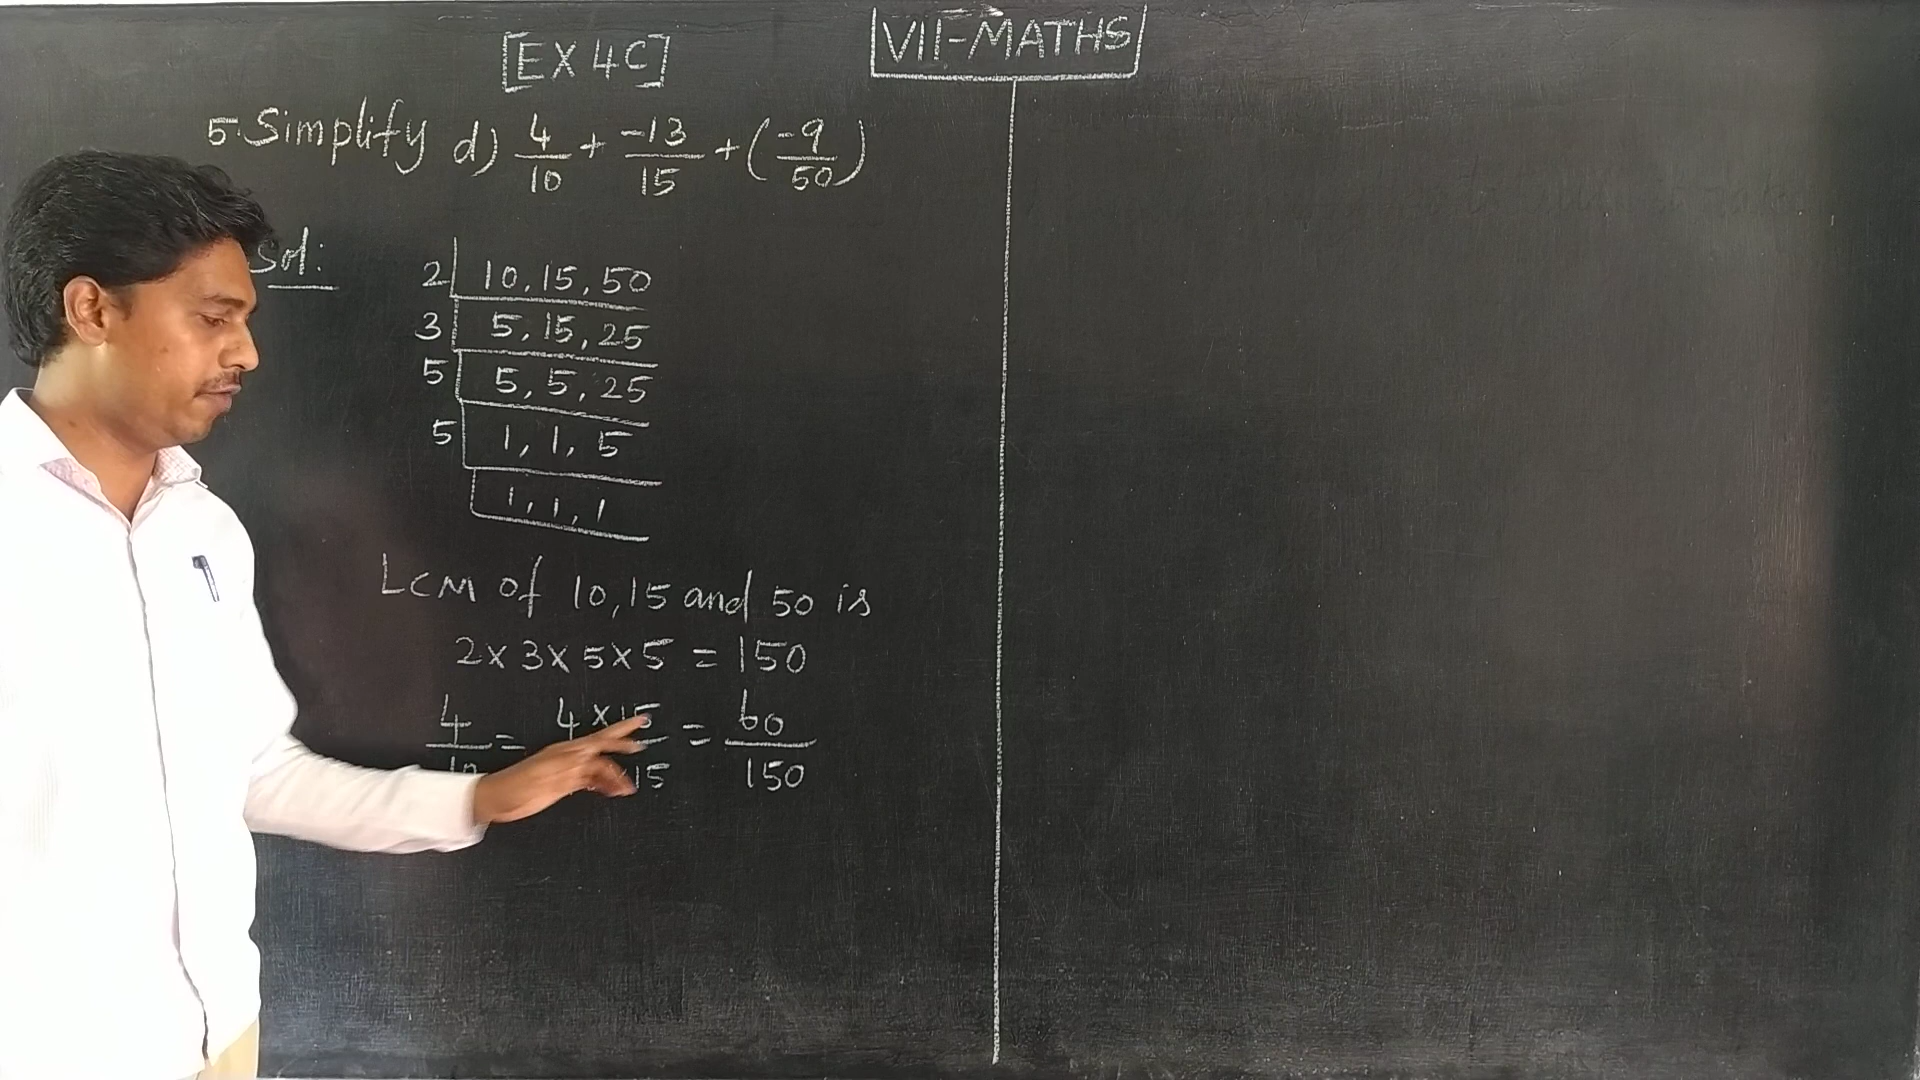 [EX 4C]
VII-MATHS
5. Simplify d) 4/10 + -13/15 + (-9/50)
Sol:
2 | 10, 15, 50
3 | 5, 15, 25
5 | 5, 5, 25
5 | 1, 1, 5
1, 1, 1
LCM of 10, 15 and 50 is
2 × 3 × 5 × 5 = 150
4/10 = 4 × 15 / × 15 = 60/150